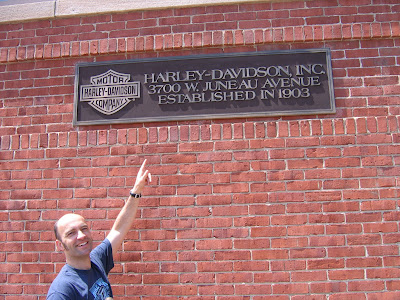 MOTOR
HARLEY-DAVIDSON
COMPANY
HARLEY-DAVIDSON, INC.
3700 W. JUNEAU AVENUE
ESTABLISHED IN 1903